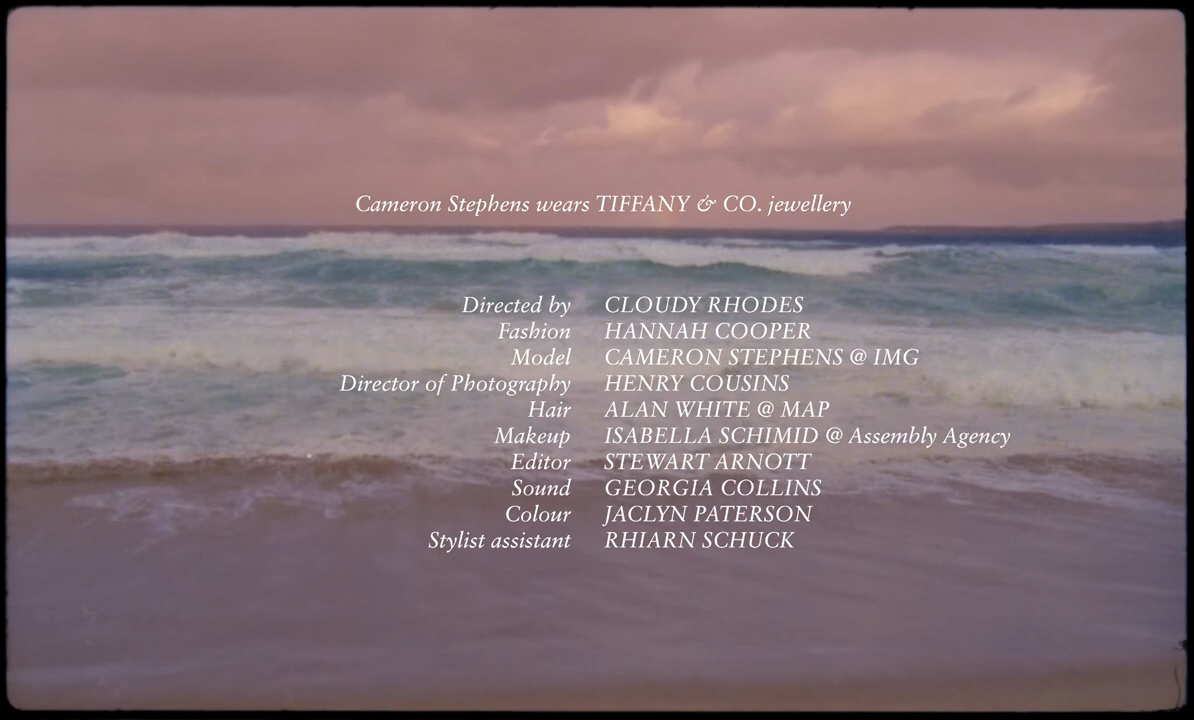 Cameron Stephens wears TIFFANY & CO. jewellery
Directed by CLOUDY RHODES
Fashion HANNAH COOPER
Model CAMERON STEPHENS @ IMG
Director of Photography HENRY COUSINS
Hair ALAN WHITE @ MAP
Makeup ISABELLA SCHIMID @ Assembly Agency
Editor STEWART ARNOTT
Sound GEORGIA COLLINS
Colour JACLYN PATERSON
Stylist assistant RHIARN SCHUCK